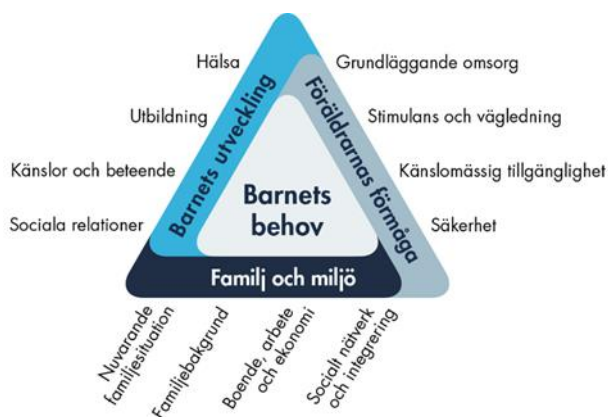 Hälsa
Utbildning
Känslor och beteende
Sociala relationer
Barnets utveckling
Grundläggande omsorg
Stimulans och vägledning
Känslomässig tillgänglighet
Säkerhet
Föräldrarnas förmåga
Barnets
behov
Familj och miljö
Nuvarande
familjesituation
Familjebakgrund
Boende, arbete
och ekonomi
Socialt nätverk
och integrering